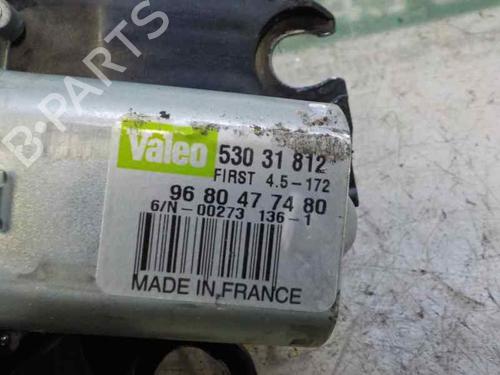 B-PARTS
Valeo 530 31 812
FIRST 4.5-172
96 80 47 74 80
6/N-00273 136-1
MADE IN FRANCE